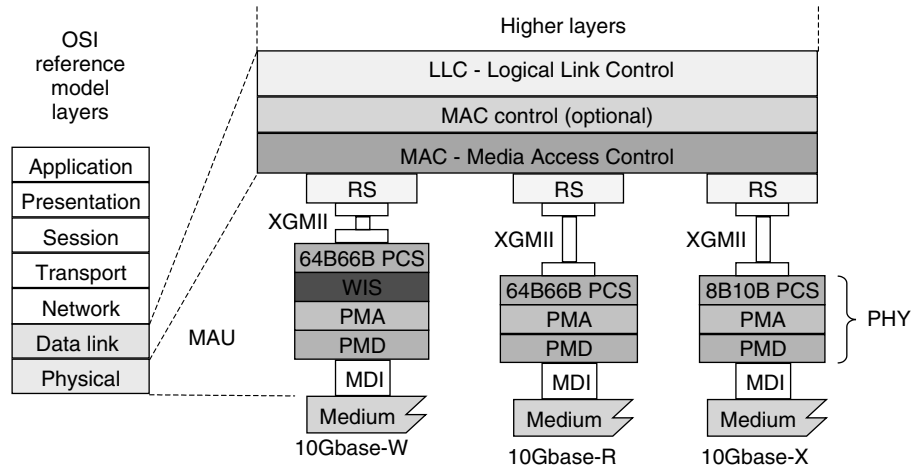 OSI
reference
model
layers
Application
Presentation
Session
Transport
Network
Data link
Physical
Higher layers
LLC - Logical Link Control
MAC control (optional)
MAC - Media Access Control
MAU
RS
XGMII
64B66B PCS
WIS
PMA
PMD
MDI
Medium
10Gbase-W
RS
XGMII
64B66B PCS
PMA
PMD
MDI
Medium
10Gbase-R
RS
XGMII
8B10B PCS
PMA
PMD
MDI
Medium
10Gbase-X
PHY